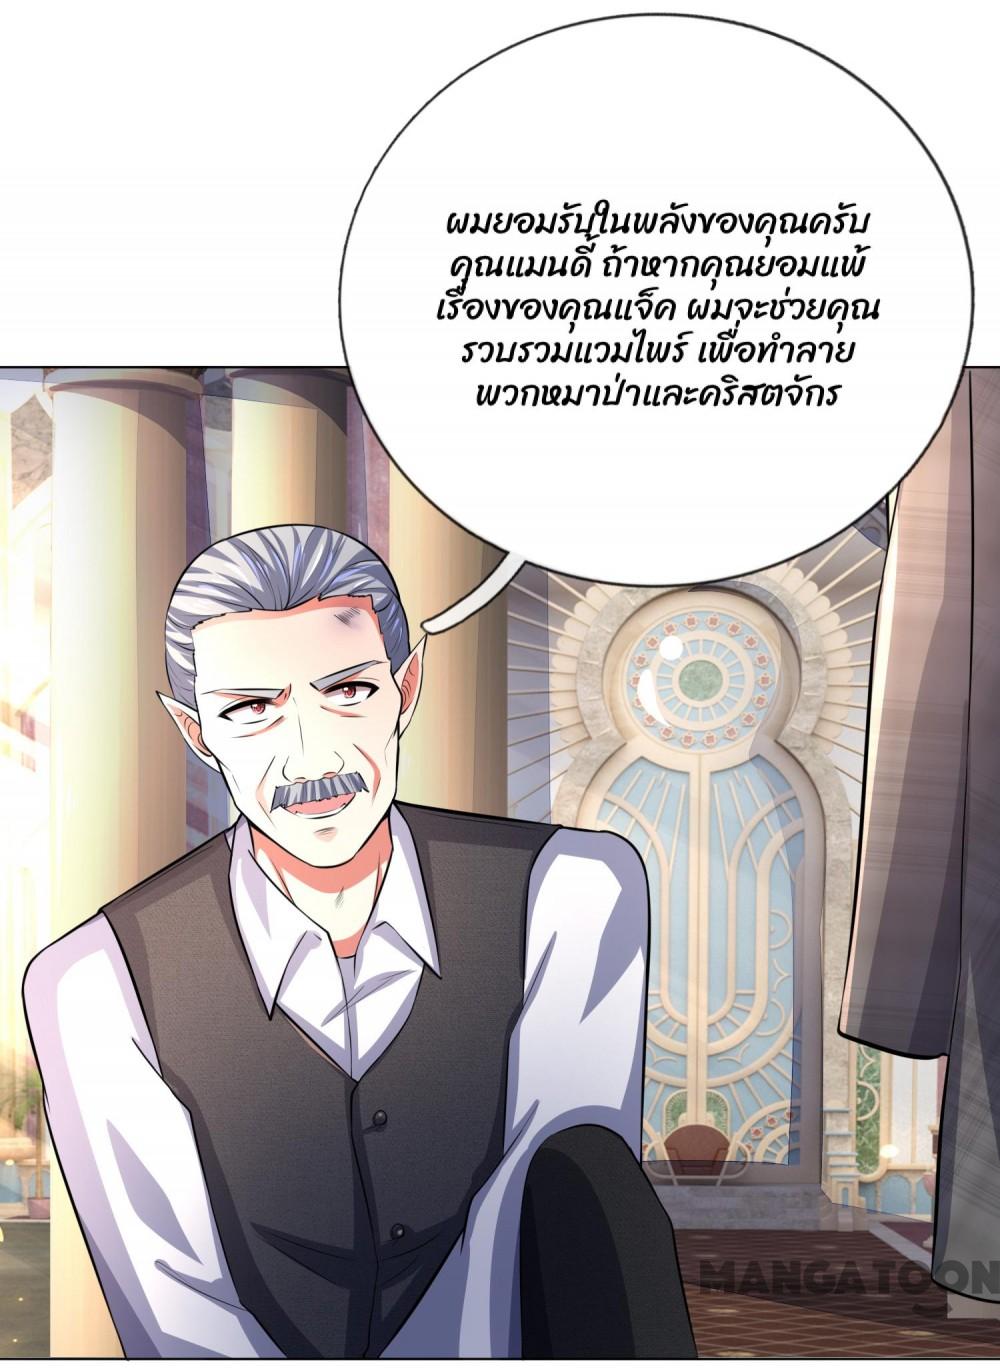 ผมยอมรับในพลังของคุณครับ
คุณแมนดี้ ถ้าหากคุณยอมแพ้
เรื่องของคุณแจ็ค ผมจะช่วยคุณ
รวบรวมแวมไพร์ เพื่อทำลาย
พวกหมาป่าและคริสตจักร
MANGATOON